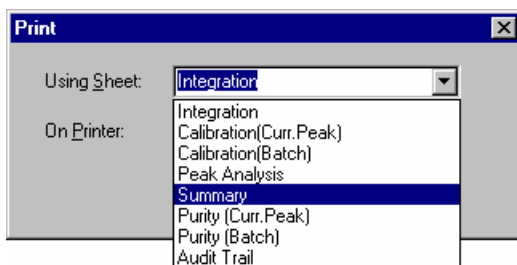 Print
Using Sheet: Integration
Integration
On Printer:
Calibration(Curr.Peak)
Calibration(Batch)
Peak Analysis
Summary
Purity (Curr.Peak)
Purity (Batch)
Audit Trail